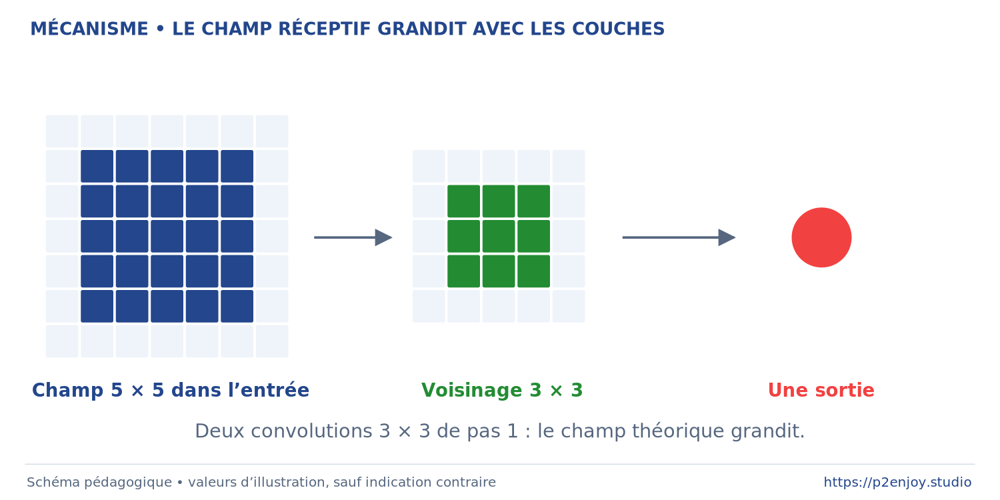 MÉCANISME • LE CHAMP RÉCEPTIF GRANDIT AVEC LES COUCHES
Champ 5 × 5 dans l’entrée
Voisinage 3 × 3
Une sortie
Deux convolutions 3 × 3 de pas 1 : le champ théorique grandit.
Schéma pédagogique • valeurs d’illustration, sauf indication contraire
https://p2enjoy.studio